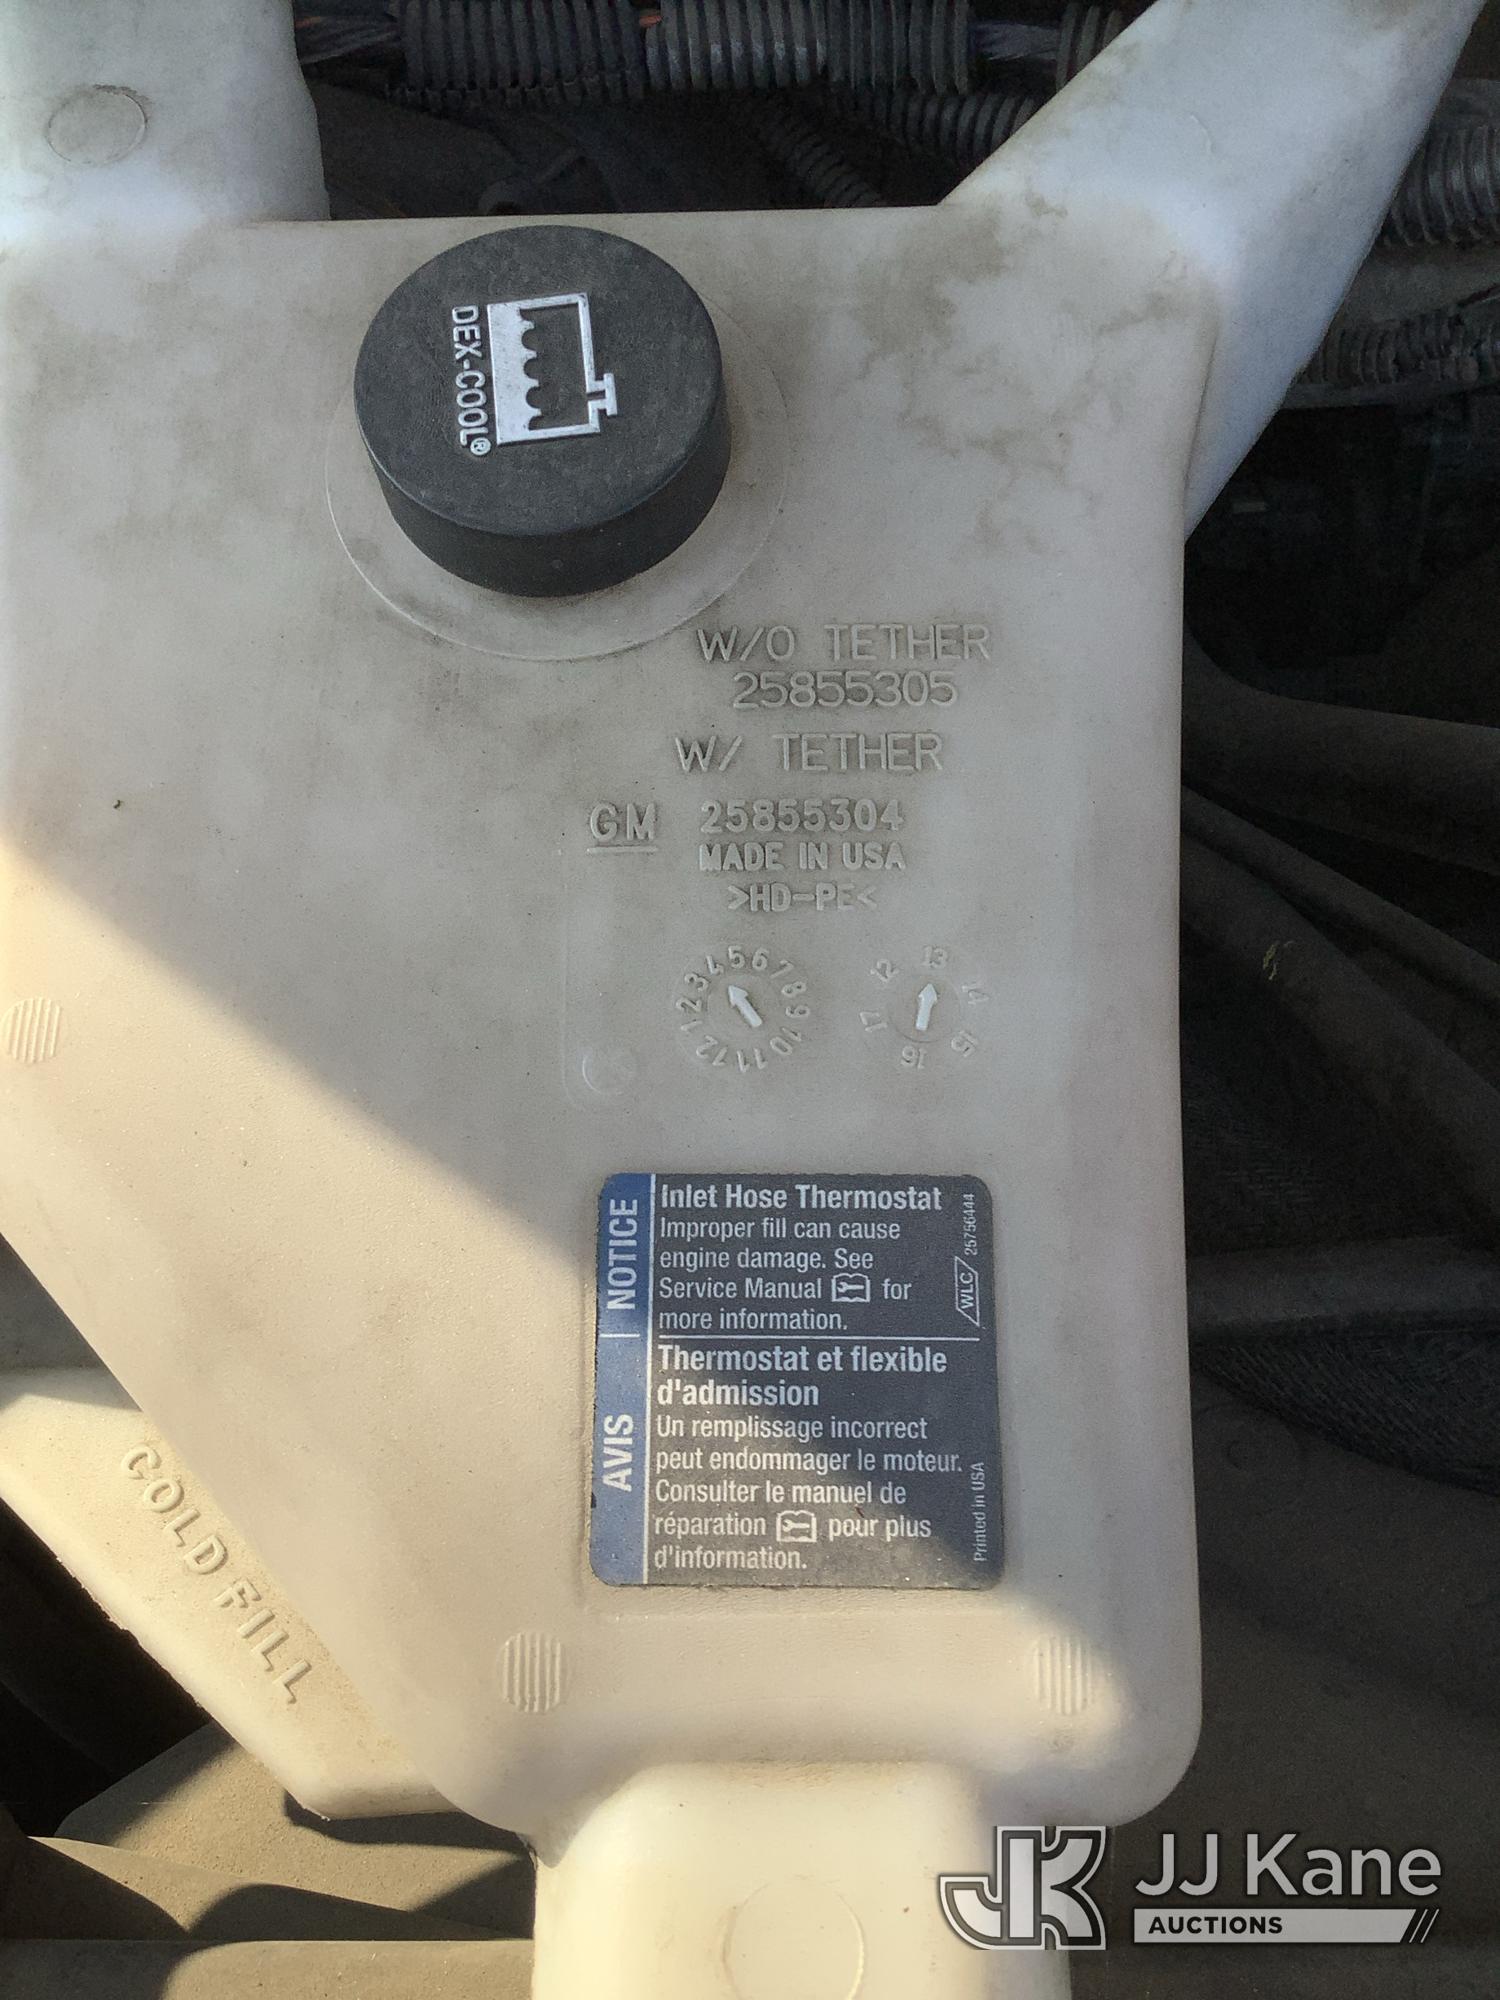 DEX-COOL®
W/O TETHER
25855305
W/ TETHER
GM 25855304
MADE IN USA
>HD-PE<
1 2 3 4 5 6 7 8 9 10 11 12
12 13 14 15 16 17
NOTICE
Inlet Hose Thermostat
Improper fill can cause
engine damage. See
Service Manual for
more information.
WLC 25756444
AVIS
Thermostat et flexible
d'admission
Un remplissage incorrect
peut endommager le moteur.
Consulter le manuel de
réparation pour plus
d'information.
Printed in USA
COLD FILL
JJ Kane
AUCTIONS